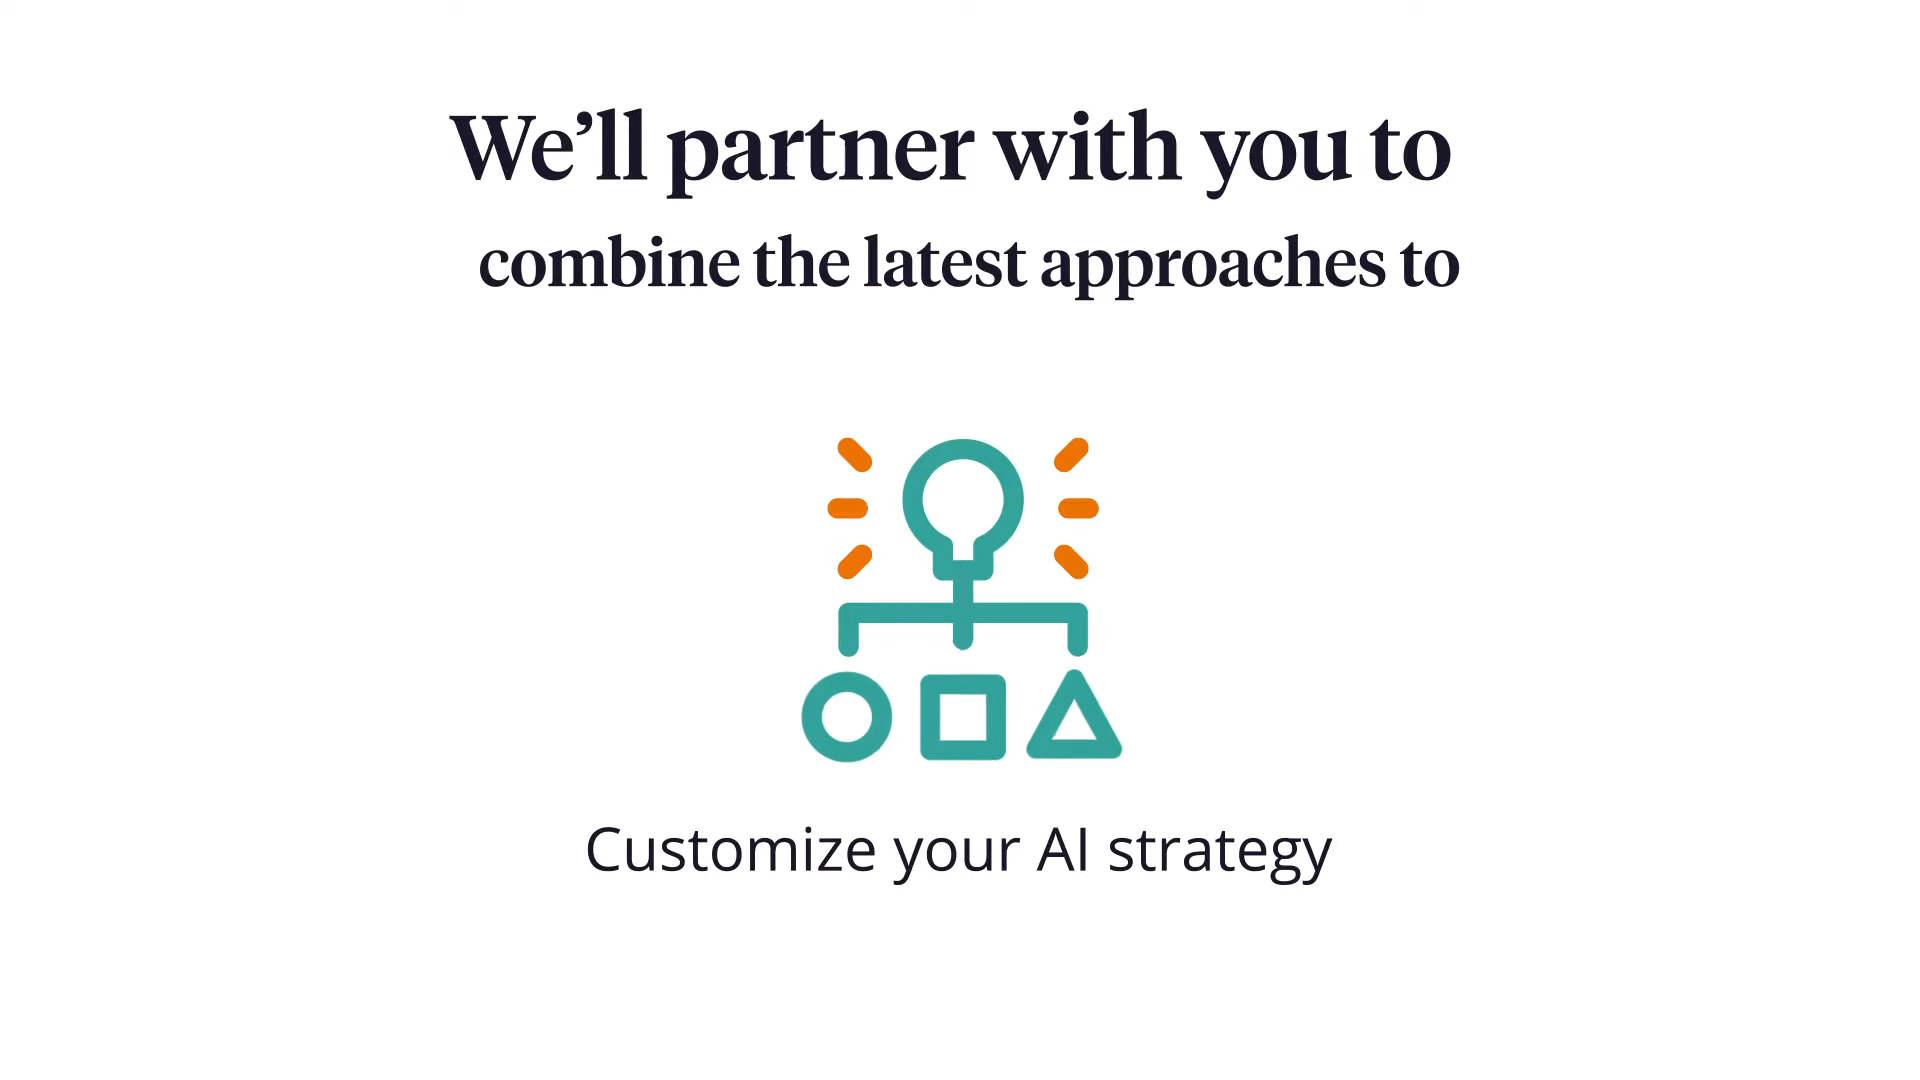 We’ll partner with you to
combine the latest approaches to
Customize your AI strategy